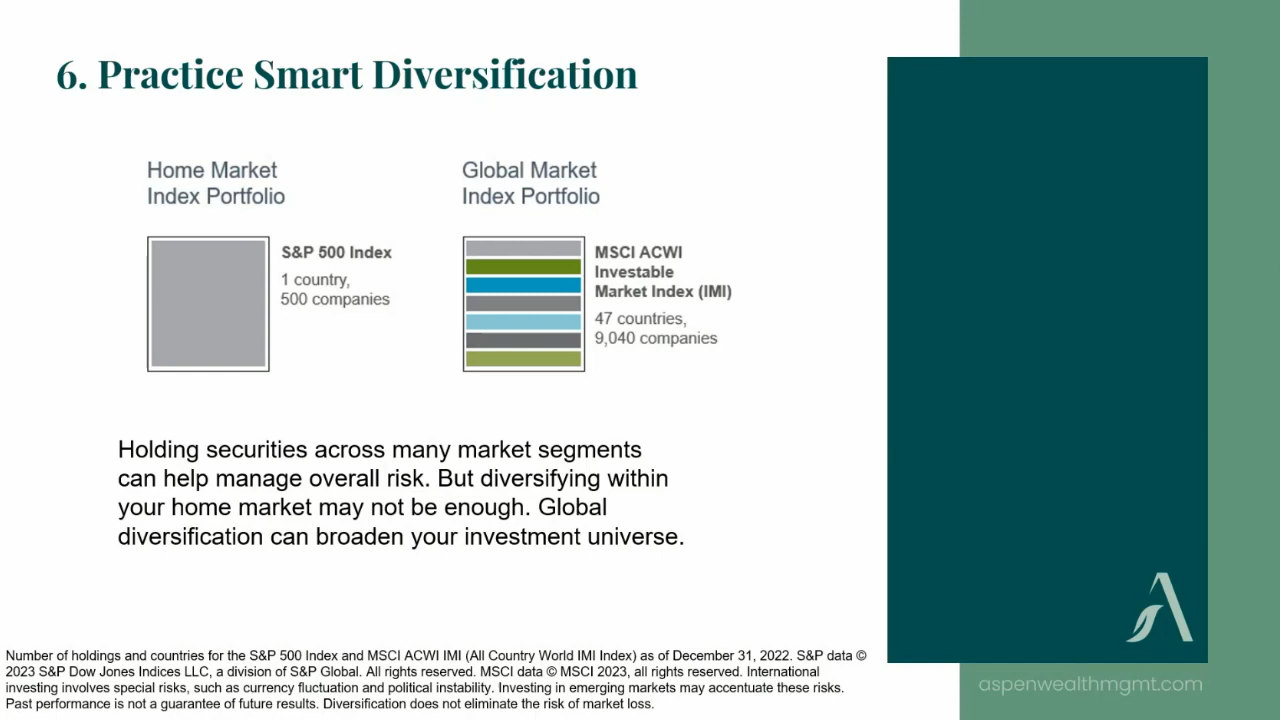 6. Practice Smart Diversification
Home Market
Index Portfolio
Global Market
Index Portfolio
S&P 500 Index
1 country,
500 companies
MSCI ACWI
Investable
Market Index (IMI)
47 countries,
9,040 companies
Holding securities across many market segments
can help manage overall risk. But diversifying within
your home market may not be enough. Global
diversification can broaden your investment universe.
Number of holdings and countries for the S&P 500 Index and MSCI ACWI IMI (All Country World IMI Index) as of December 31, 2022. S&P data ©
2023 S&P Dow Jones Indices LLC, a division of S&P Global. All rights reserved. MSCI data © MSCI 2023, all rights reserved. International
investing involves special risks, such as currency fluctuation and political instability. Investing in emerging markets may accentuate these risks.
Past performance is not a guarantee of future results. Diversification does not eliminate the risk of market loss.
aspenwealthmgmt.com